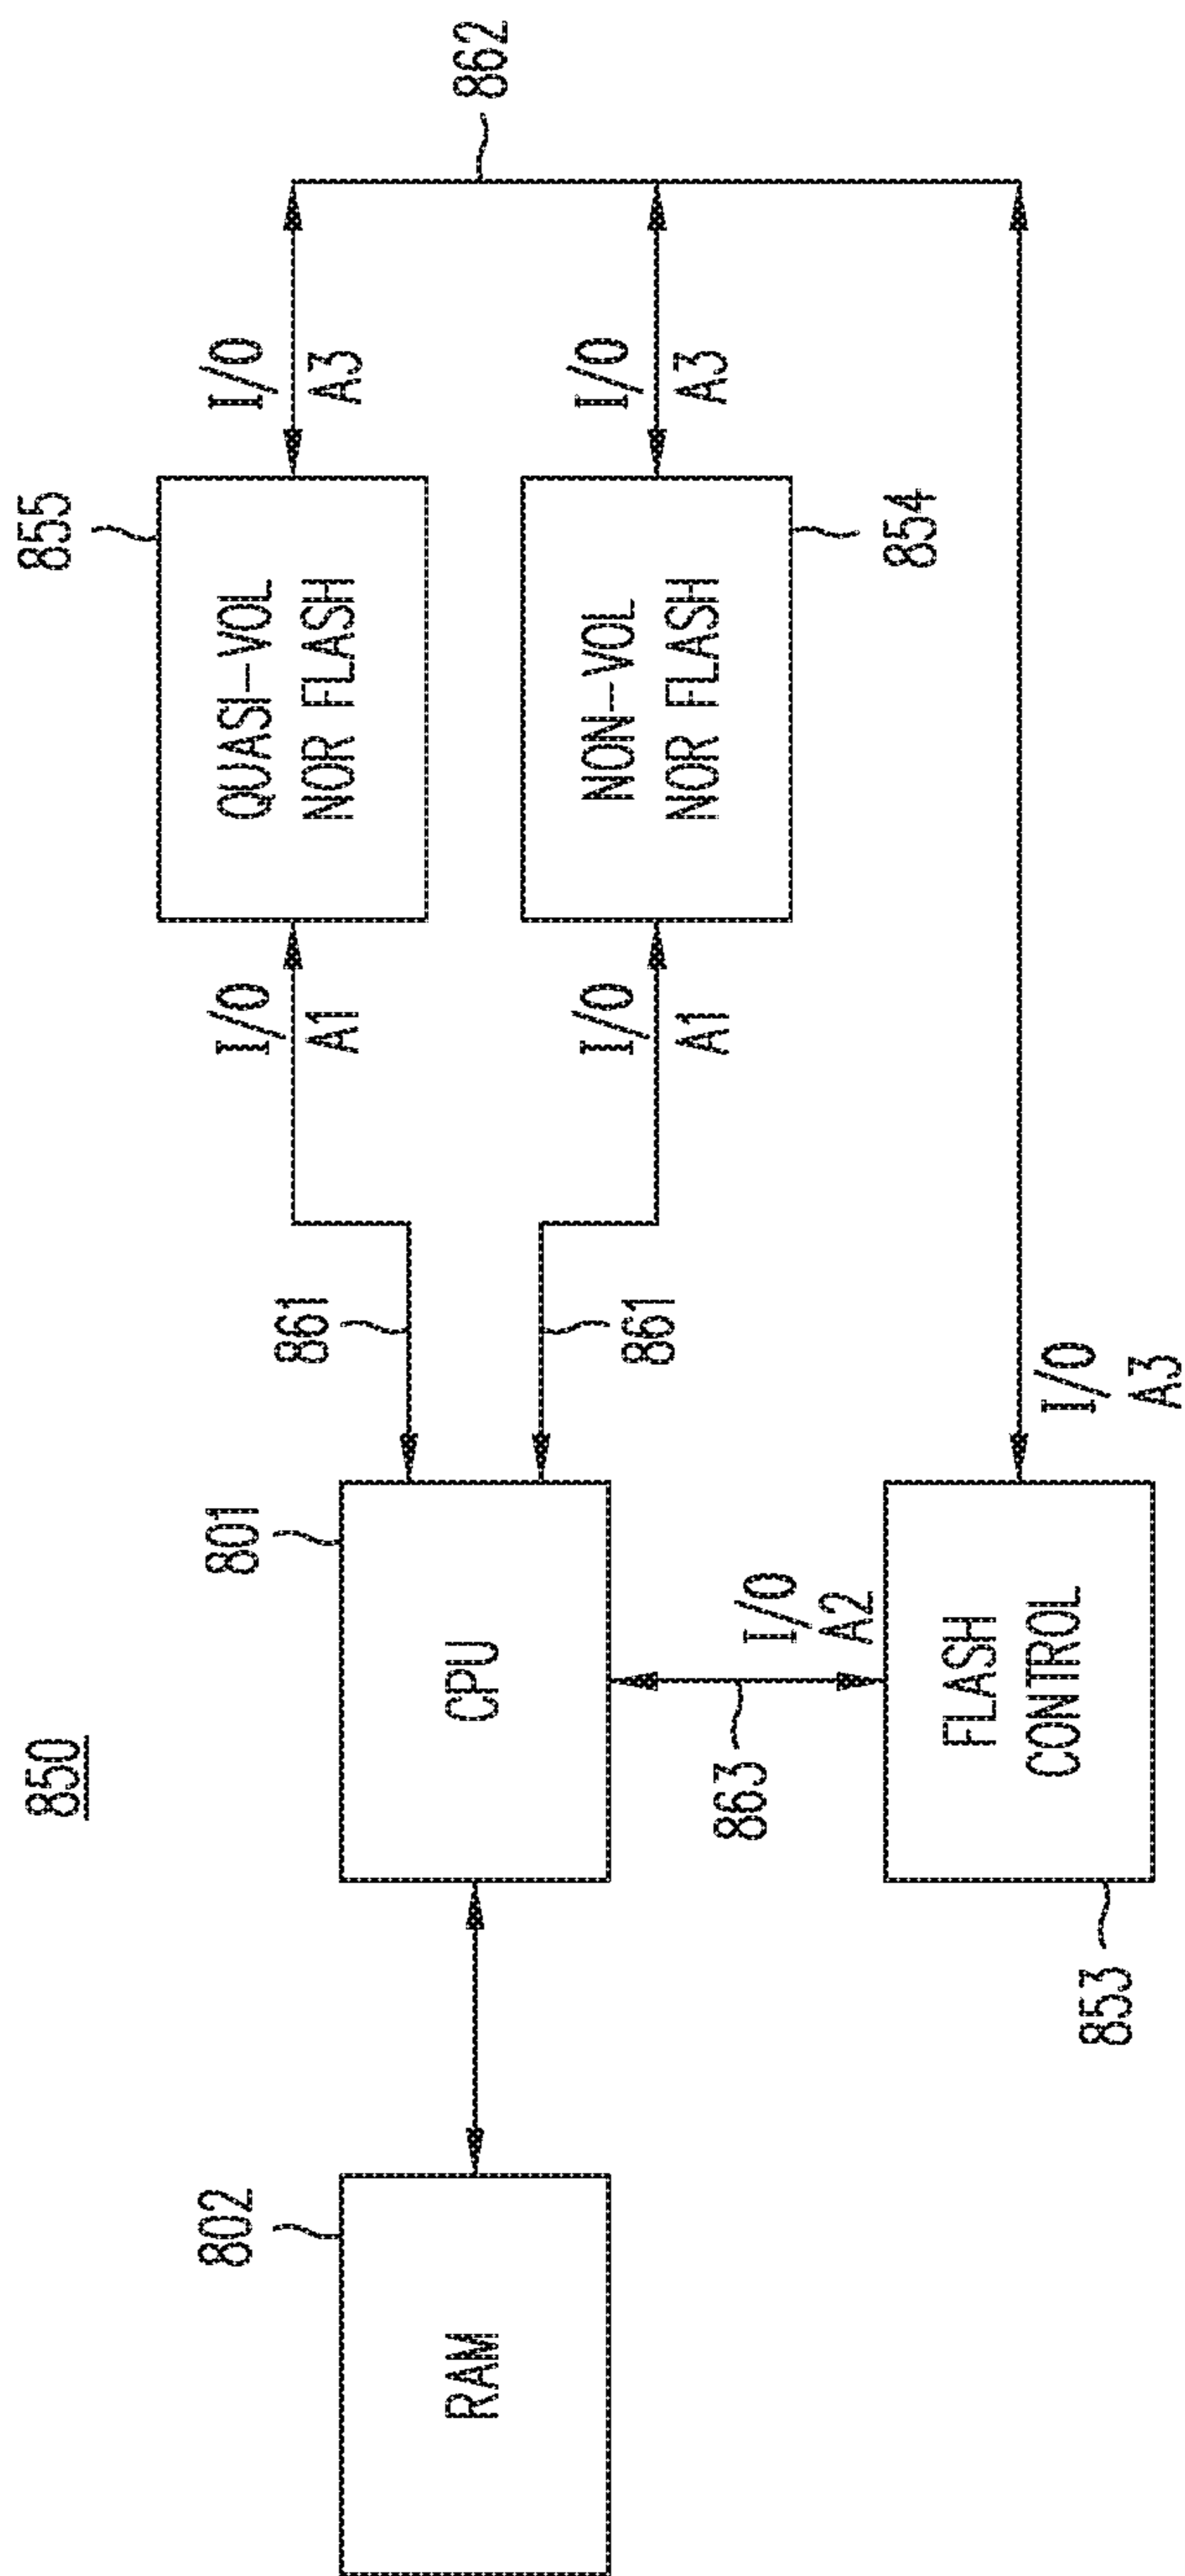 850
802
RAM
801
CPU
861
861
I/O
A1
I/O
A1
855
QUASI-VOL
NOR FLASH
NON-VOL
NOR FLASH
854
I/O
A3
I/O
A3
862
863
I/O
A2
FLASH
CONTROL
853
I/O
A3